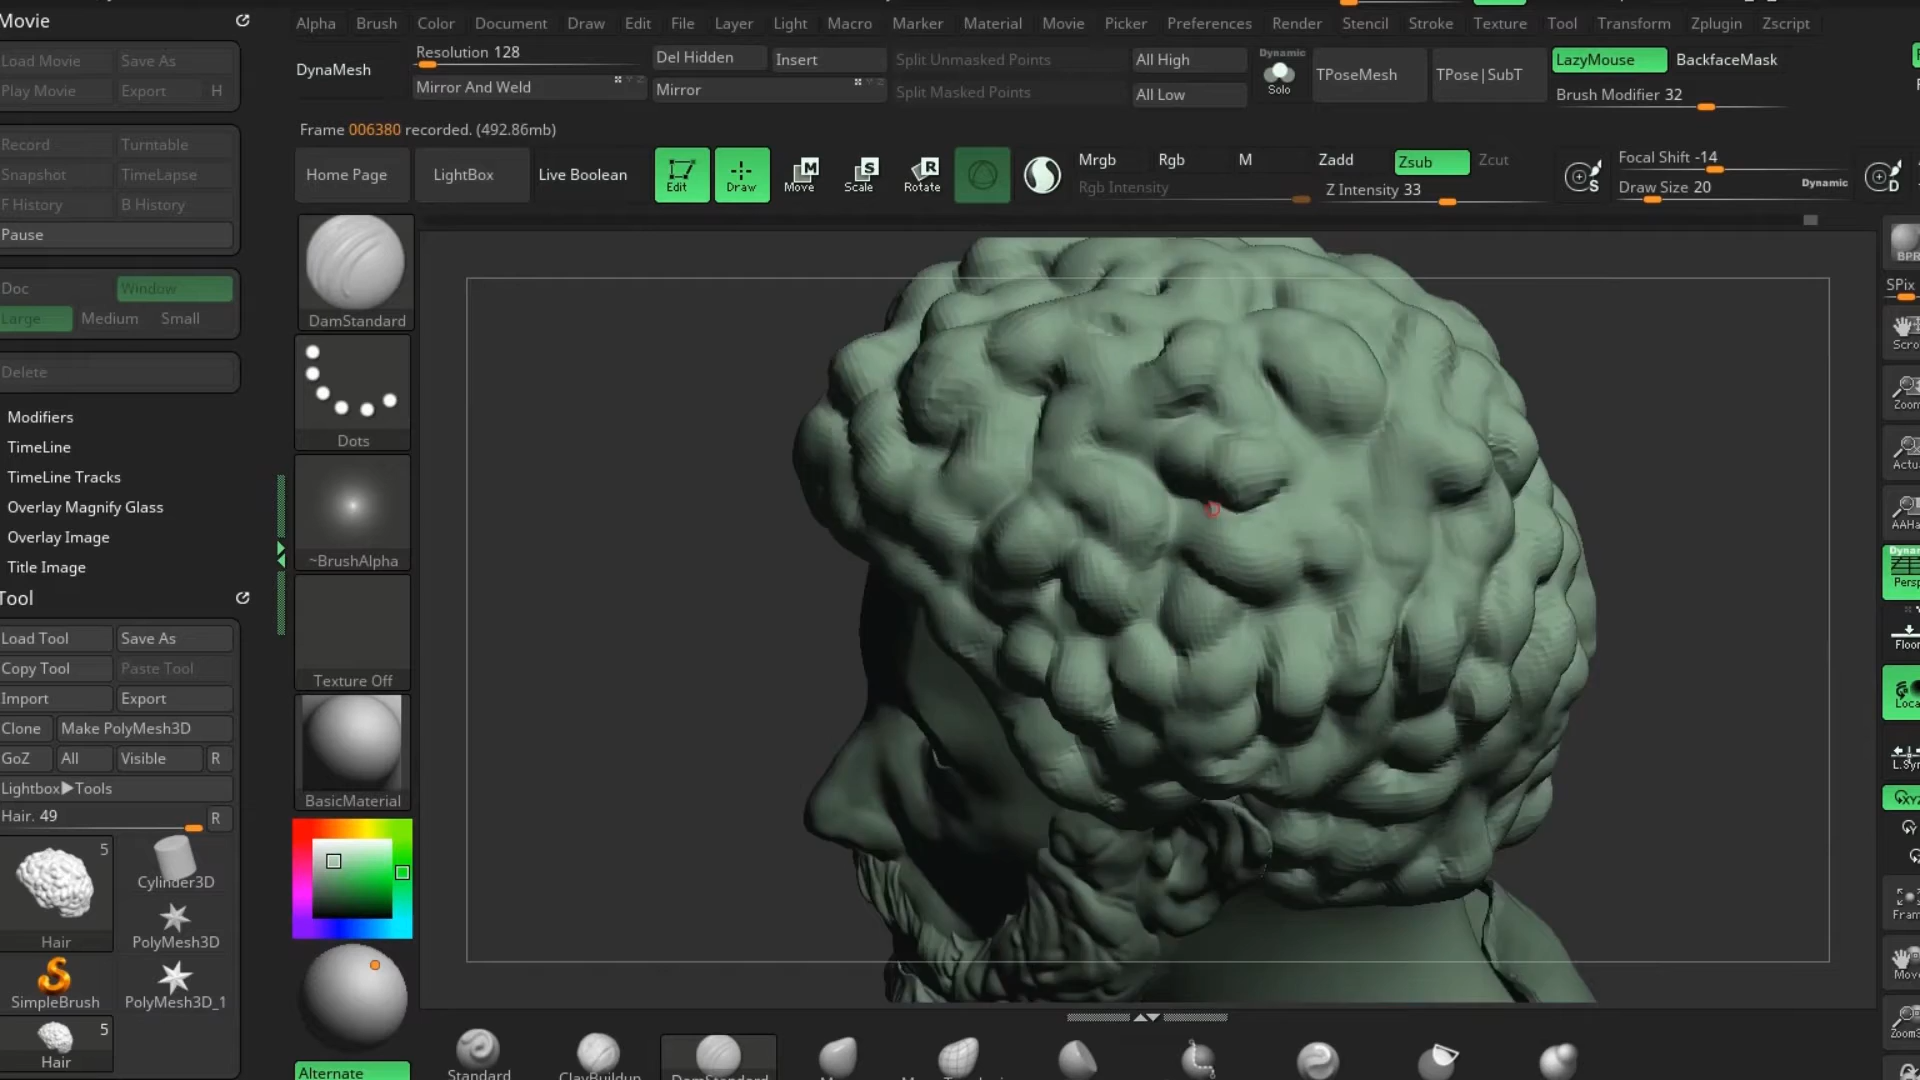 Movie
Load Movie Save As
Play Movie Export H
Record Turntable
Snapshot TimeLapse
F History B History
Pause
Doc Window
Large Medium Small
Delete
Modifiers
TimeLine
TimeLine Tracks
Overlay Magnify Glass
Overlay Image
Title Image
Tool
Load Tool Save As
Copy Tool Paste Tool
Import Export
Clone Make PolyMesh3D
GoZ All Visible R
Lightbox▶Tools
Hair. 49 R
5
Cylinder3D
Hair PolyMesh3D
SimpleBrush PolyMesh3D_1
5
Hair
Alpha Brush Color Document Draw Edit File Layer Light Macro Marker Material Movie Picker Preferences Render Stencil Stroke Texture Tool Transform Zplugin Zscript
DynaMesh
Resolution 128
Mirror And Weld
Del Hidden Insert
Mirror
Split Unmasked Points
Split Masked Points
All High
All Low
Dynamic
Solo
TPoseMesh
TPose|SubT
LazyMouse BackfaceMask
Brush Modifier 32
Frame 006380 recorded. (492.86mb)
Home Page LightBox Live Boolean
Edit Draw
M
Move
S
Scale
R
Rotate
Mrgb Rgb M
Rgb Intensity
Zadd Zsub Zcut
Z Intensity 33
S
Focal Shift -14
Draw Size 20 Dynamic
D
DamStandard
Dots
~BrushAlpha
Texture Off
BasicMaterial
Alternate
Standard
ClayBuildup
DamStandard
BPR
SPix
Persp
Floor
L.Sym